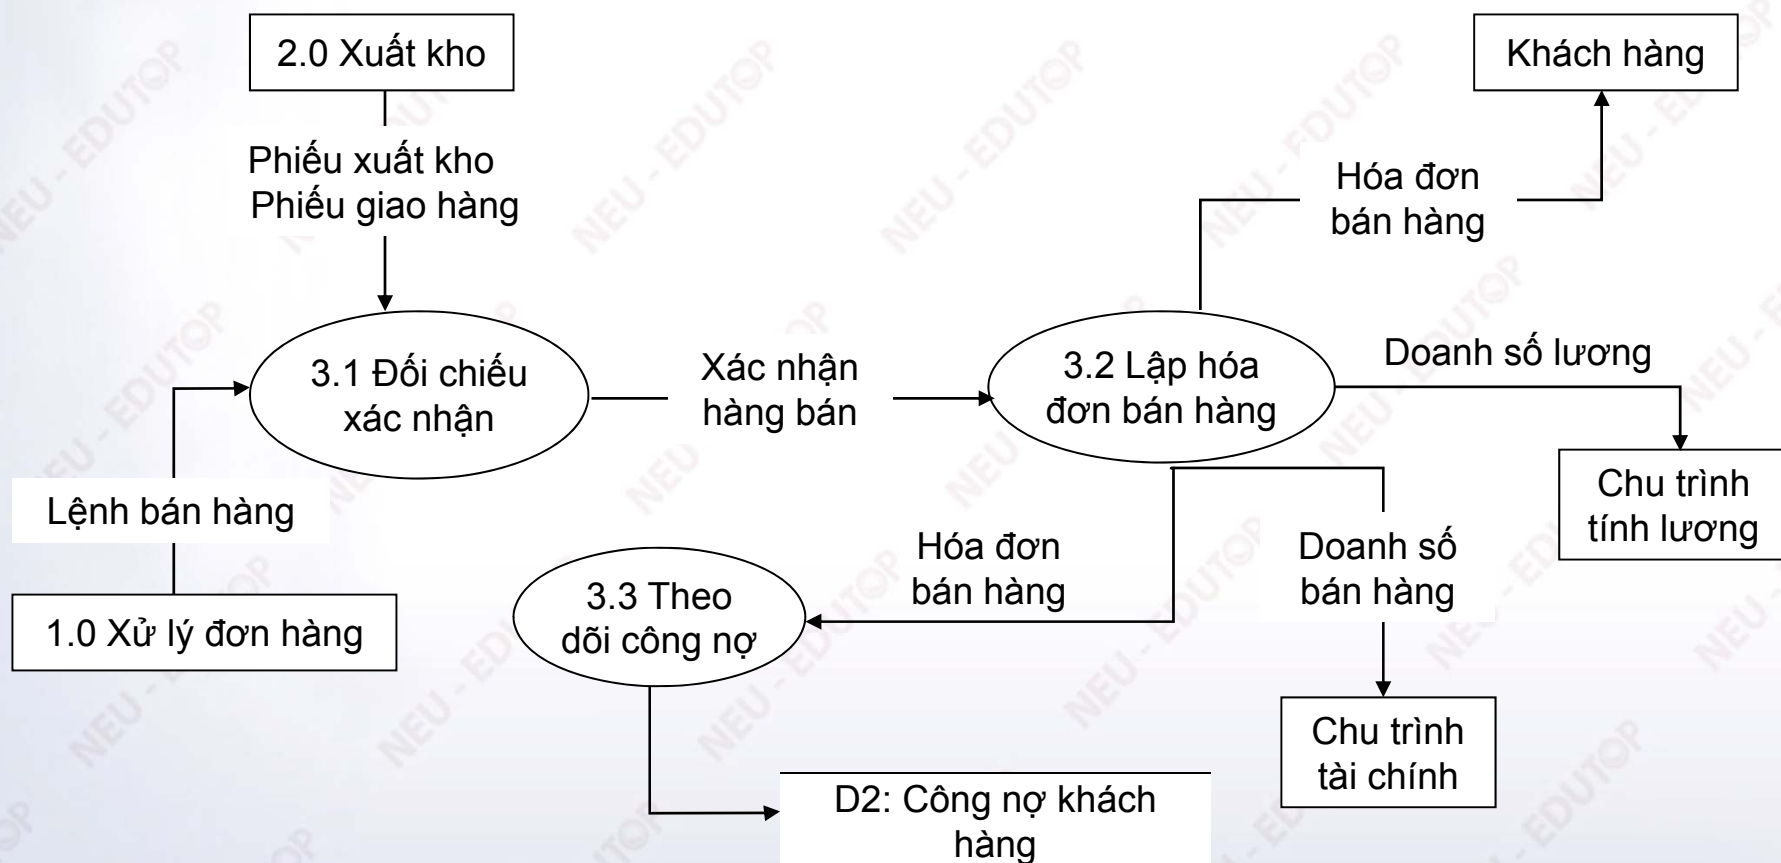 2.0 Xuất kho
Khách hàng
Phiếu xuất kho
Phiếu giao hàng
Hóa đơn
bán hàng
3.1 Đối chiếu
xác nhận
Xác nhận
hàng bán
3.2 Lập hóa
đơn bán hàng
Doanh số lương
Lệnh bán hàng
Chu trình
tính lương
Hóa đơn
bán hàng
Doanh số
bán hàng
3.3 Theo
dõi công nợ
1.0 Xử lý đơn hàng
Chu trình
tài chính
D2: Công nợ khách
hàng
NEU - EDUTOP